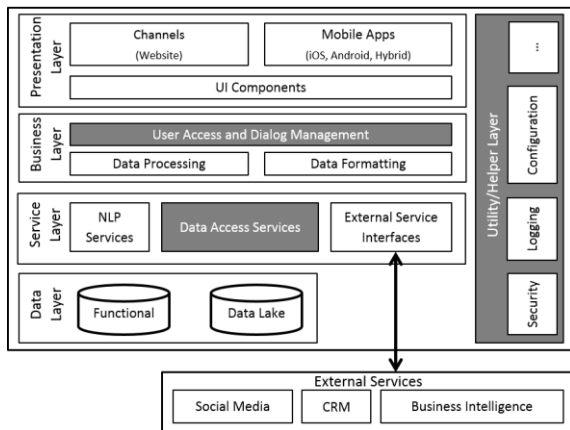 Presentation
Layer
Channels
(Website)
Mobile Apps
(iOS, Android, Hybrid)
UI Components
Business
Layer
User Access and Dialog Management
Data Processing
Data Formatting
Service
Layer
NLP
Services
Data Access Services
External Service
Interfaces
Data
Layer
Functional
Data Lake
Utility/Helper Layer
...
Configuration
Logging
Security
External Services
Social Media
CRM
Business Intelligence